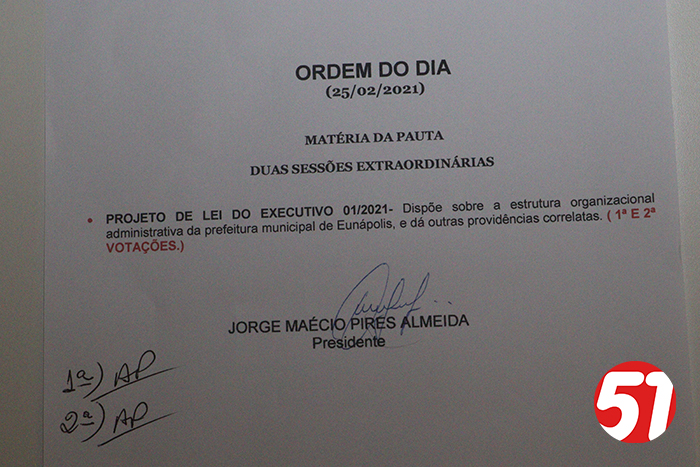 ORDEM DO DIA
(25/02/2021)
MATÉRIA DA PAUTA
DUAS SESSÕES EXTRAORDINÁRIAS
• PROJETO DE LEI DO EXECUTIVO 01/2021- Dispõe sobre a estrutura organizacional
administrativa da prefeitura municipal de Eunápolis, e dá outras providências correlatas. ( 1ª E 2ª
VOTAÇÕES.)
JORGE MAÉCIO PIRES ALMEIDA
Presidente
1ª) AP
2ª) AP
51